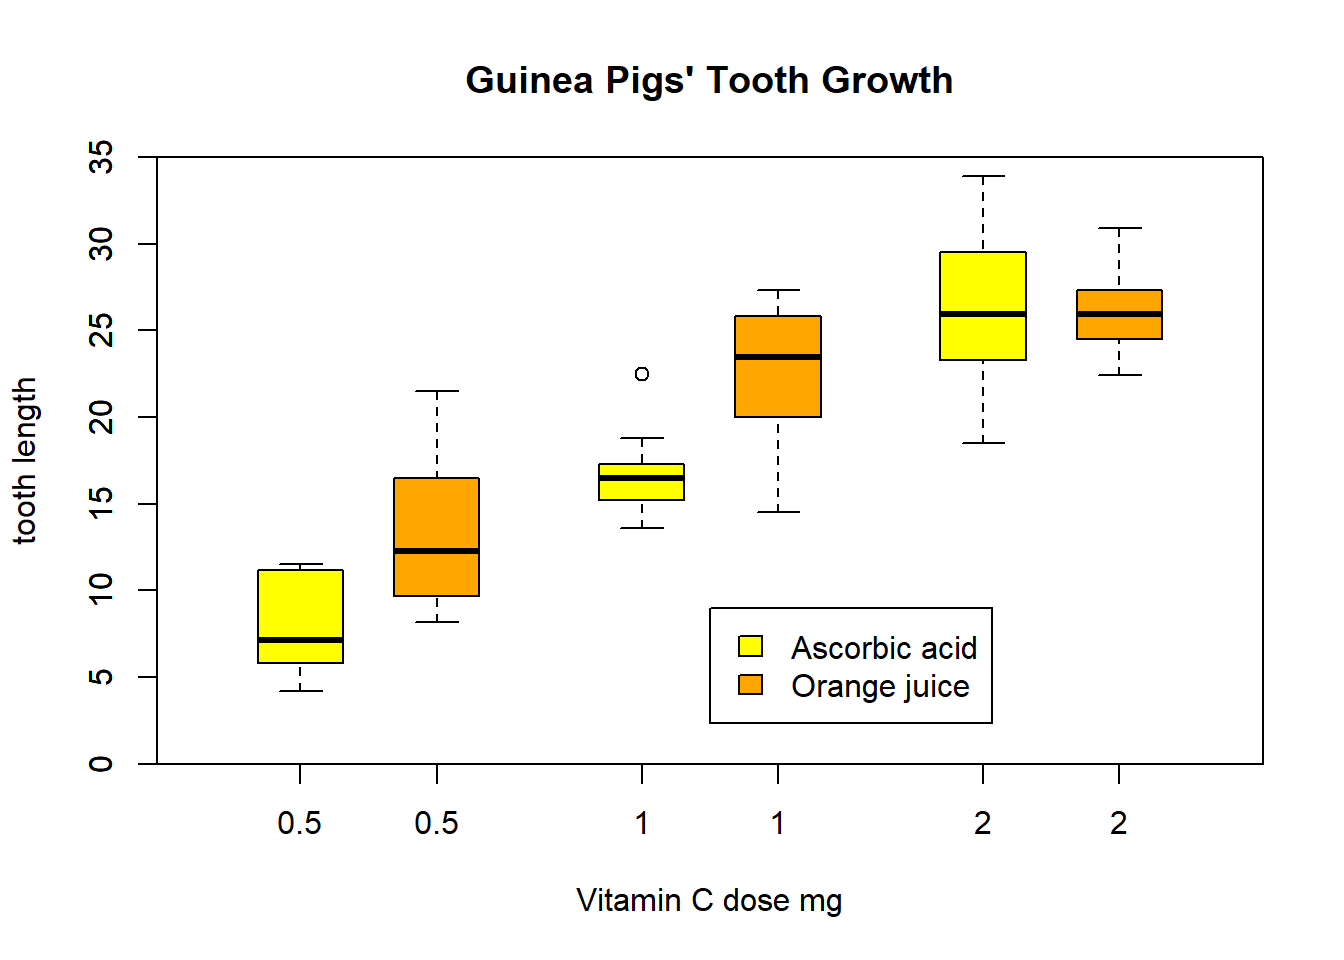 Guinea Pigs' Tooth Growth
tooth length
35
30
25
20
15
10
5
0
Ascorbic acid
Orange juice
0.5 0.5 1 1 2 2
Vitamin C dose mg